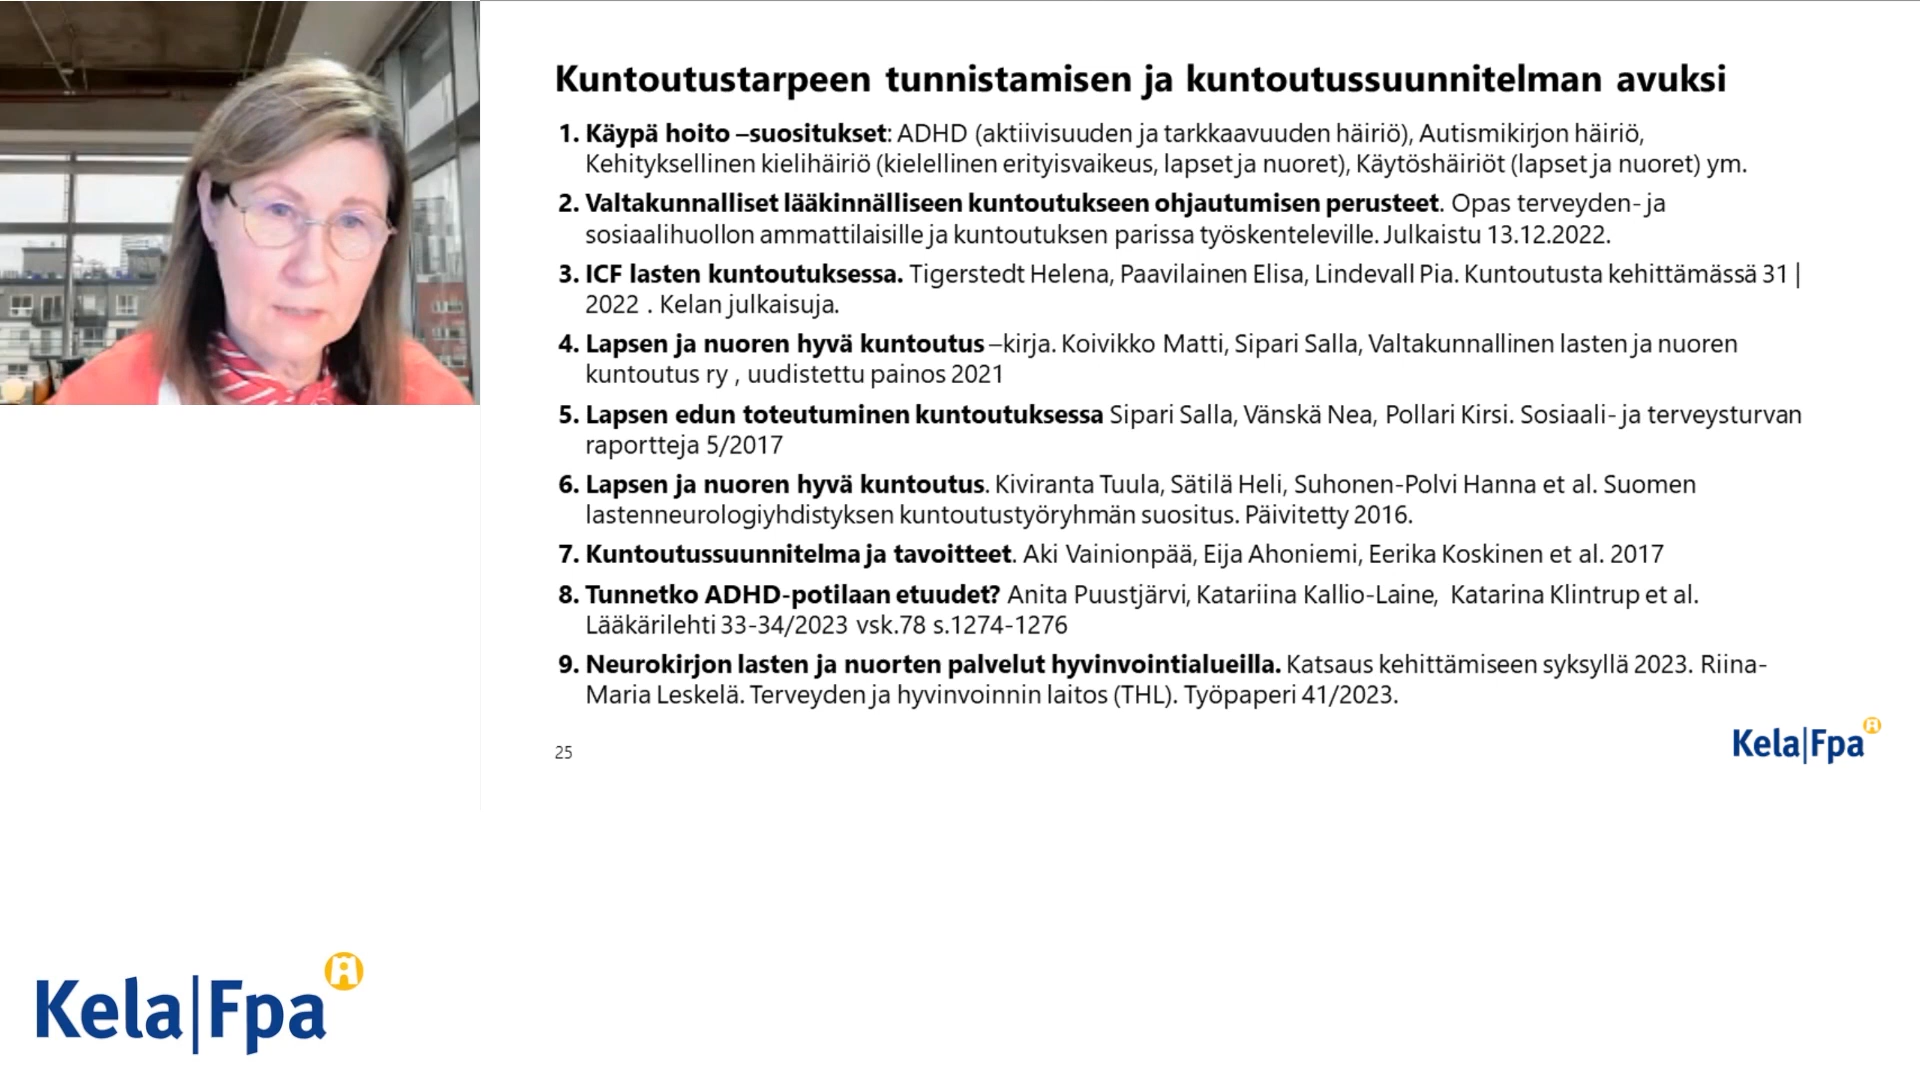 Kuntoutustarpeen tunnistamisen ja kuntoutussuunnitelman avuksi
1. Käypä hoito –suositukset: ADHD (aktiivisuuden ja tarkkaavuuden häiriö), Autismikirjon häiriö,
Kehityksellinen kielihäiriö (kielellinen erityisvaikeus, lapset ja nuoret), Käytöshäiriöt (lapset ja nuoret) ym.
2. Valtakunnalliset lääkinnälliseen kuntoutukseen ohjautumisen perusteet. Opas terveyden- ja
sosiaalihuollon ammattilaisille ja kuntoutuksen parissa työskenteleville. Julkaistu 13.12.2022.
3. ICF lasten kuntoutuksessa. Tigerstedt Helena, Paavilainen Elisa, Lindevall Pia. Kuntoutusta kehittämässä 31 |
2022 . Kelan julkaisuja.
4. Lapsen ja nuoren hyvä kuntoutus –kirja. Koivikko Matti, Sipari Salla, Valtakunnallinen lasten ja nuoren
kuntoutus ry , uudistettu painos 2021
5. Lapsen edun toteutuminen kuntoutuksessa Sipari Salla, Vänskä Nea, Pollari Kirsi. Sosiaali- ja terveysturvan
raportteja 5/2017
6. Lapsen ja nuoren hyvä kuntoutus. Kiviranta Tuula, Sätilä Heli, Suhonen-Polvi Hanna et al. Suomen
lastenneurologiyhdistyksen kuntoutustyöryhmän suositus. Päivitetty 2016.
7. Kuntoutussuunnitelma ja tavoitteet. Aki Vainionpää, Eija Ahoniemi, Eerika Koskinen et al. 2017
8. Tunnetko ADHD-potilaan etuudet? Anita Puustjärvi, Katariina Kallio-Laine, Katarina Klintrup et al.
Lääkärilehti 33-34/2023 vsk.78 s.1274-1276
9. Neurokirjon lasten ja nuorten palvelut hyvinvointialueilla. Katsaus kehittämiseen syksyllä 2023. Riina-
Maria Leskelä. Terveyden ja hyvinvoinnin laitos (THL). Työpaperi 41/2023.
25
Kela|Fpa
Kela|Fpa